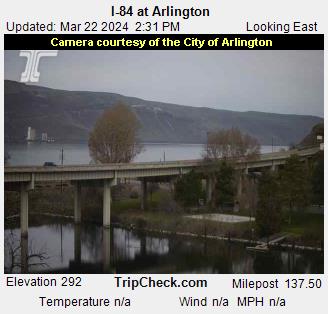 I-84 at Arlington
Updated: Mar 22 2024 2:31 PM Looking East
Camera courtesy of the City of Arlington
Elevation 292 TripCheck.com Milepost 137.50
Temperature n/a Wind n/a MPH n/a